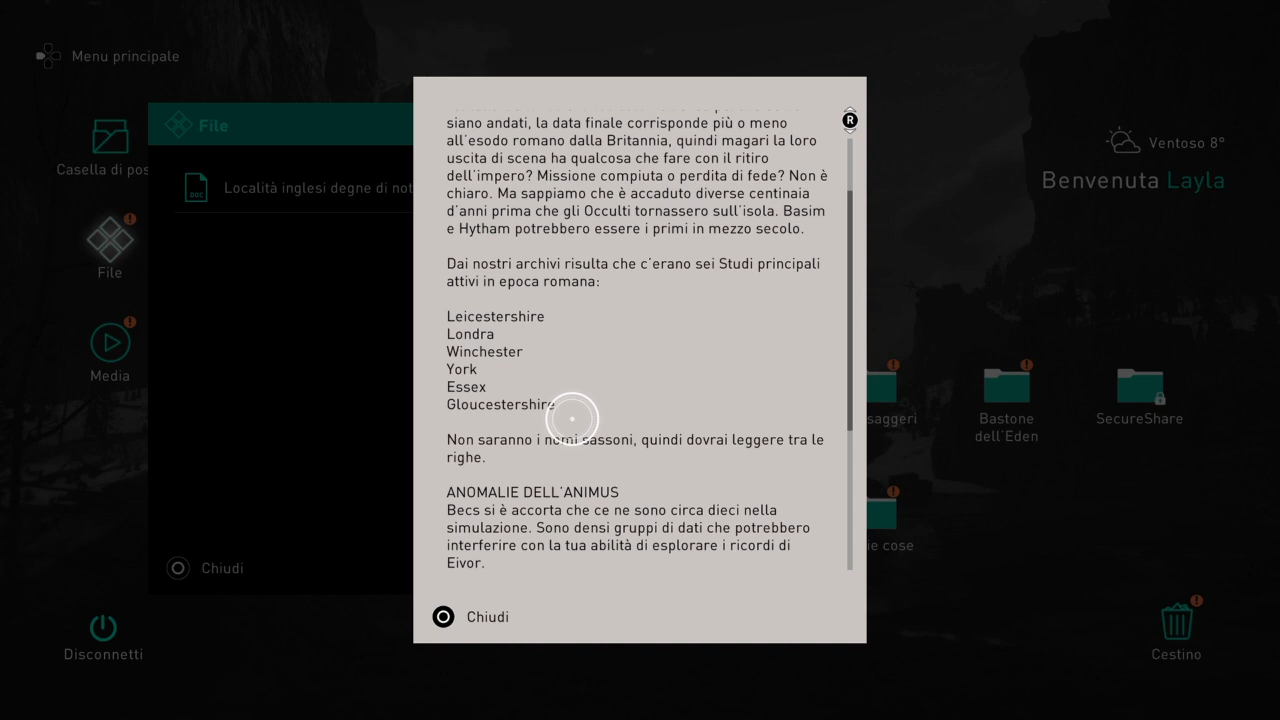 Menu principale
File
Casella di pos
Località inglesi degne di not
DOC
File
Media
Chiudi
Disconnetti
siano andati, la data finale corrisponde più o meno
all'esodo romano dalla Britannia, quindi magari la loro
uscita di scena ha qualcosa che fare con il ritiro
dell'impero? Missione compiuta o perdita di fede? Non è
chiaro. Ma sappiamo che è accaduto diverse centinaia
d'anni prima che gli Occulti tornassero sull'isola. Basim
e Hytham potrebbero essere i primi in mezzo secolo.
Dai nostri archivi risulta che c'erano sei Studi principali
attivi in epoca romana:
Leicestershire
Londra
Winchester
York
Essex
Gloucestershire
Non saranno i nomi sassoni, quindi dovrai leggere tra le
righe.
ANOMALIE DELL'ANIMUS
Becs si è accorta che ce ne sono circa dieci nella
simulazione. Sono densi gruppi di dati che potrebbero
interferire con la tua abilità di esplorare i ricordi di
Eivor.
Chiudi
R
Ventoso 8°
Benvenuta Layla
saggeri
Bastone
dell'Eden
SecureShare
ie cose
Cestino